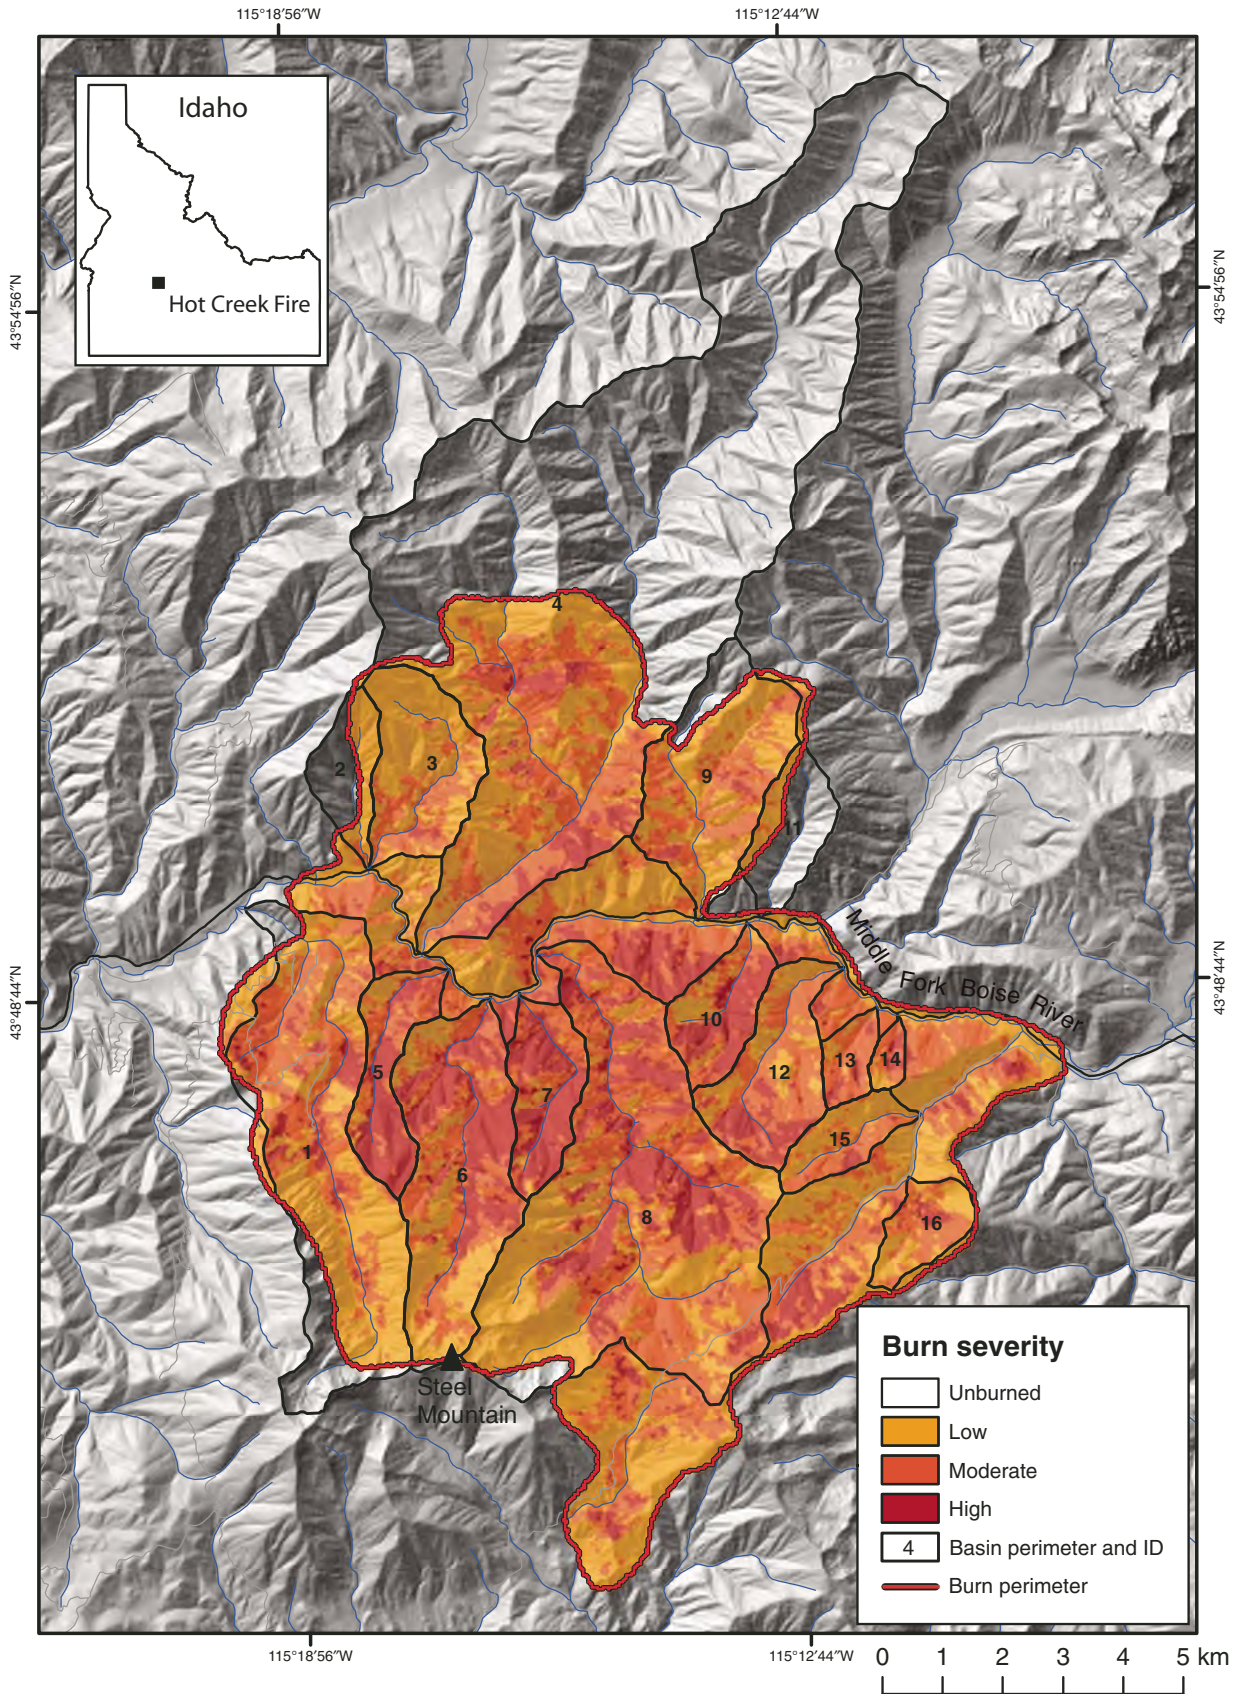 115°18′56″W
115°12′44″W
Idaho
Hot Creek Fire
43°54′56″N
43°54′56″N
4
2
3
9
11
Middle Fork Boise River
43°48′44″N
43°48′44″N
10
5
12
13
14
7
1
6
15
8
16
Steel
Mountain
Burn severity
Unburned
Low
Moderate
High
4 Basin perimeter and ID
Burn perimeter
115°18′56″W
115°12′44″W
0 1 2 3 4 5 km